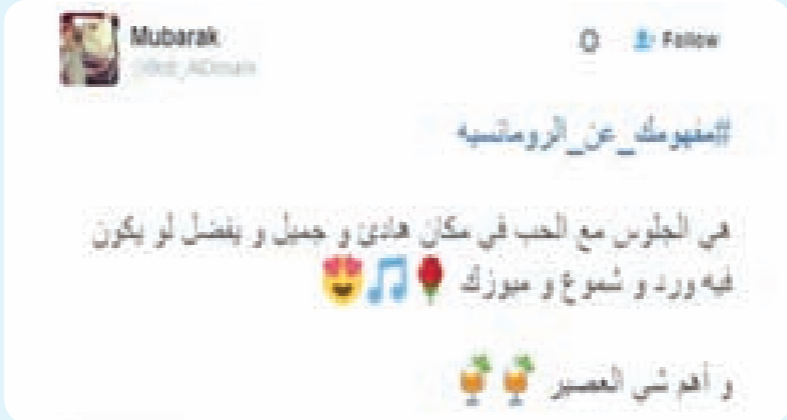 Mubarak
Follow
#مفهومك_عن_الرومانسيه
هي الجلوس مع الحب في مكان هادئ و جميل و يفضل لو يكون
فيه ورد و شموع و ميوزك 🌹🎵😍
و أهم شي العصير 🍹🍹